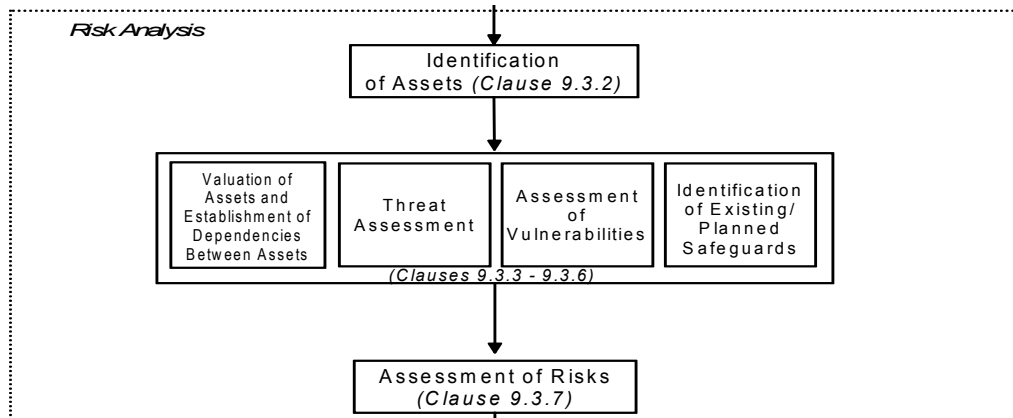 Risk Analysis
Identification
of Assets (Clause 9.3.2)
Valuation of
Assets and
Establishment of
Dependencies
Between Assets
Threat
Assessment
Assessment
of
Vulnerabilities
Identification
of Existing/
Planned
Safeguards
(Clauses 9.3.3 - 9.3.6)
Assessment of Risks
(Clause 9.3.7)